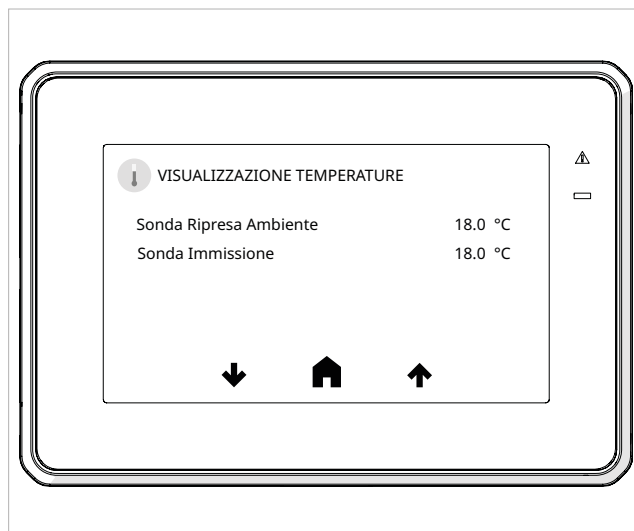 VISUALIZZAZIONE TEMPERATURE
Sonda Ripresa Ambiente 18.0 °C
Sonda Immissione 18.0 °C